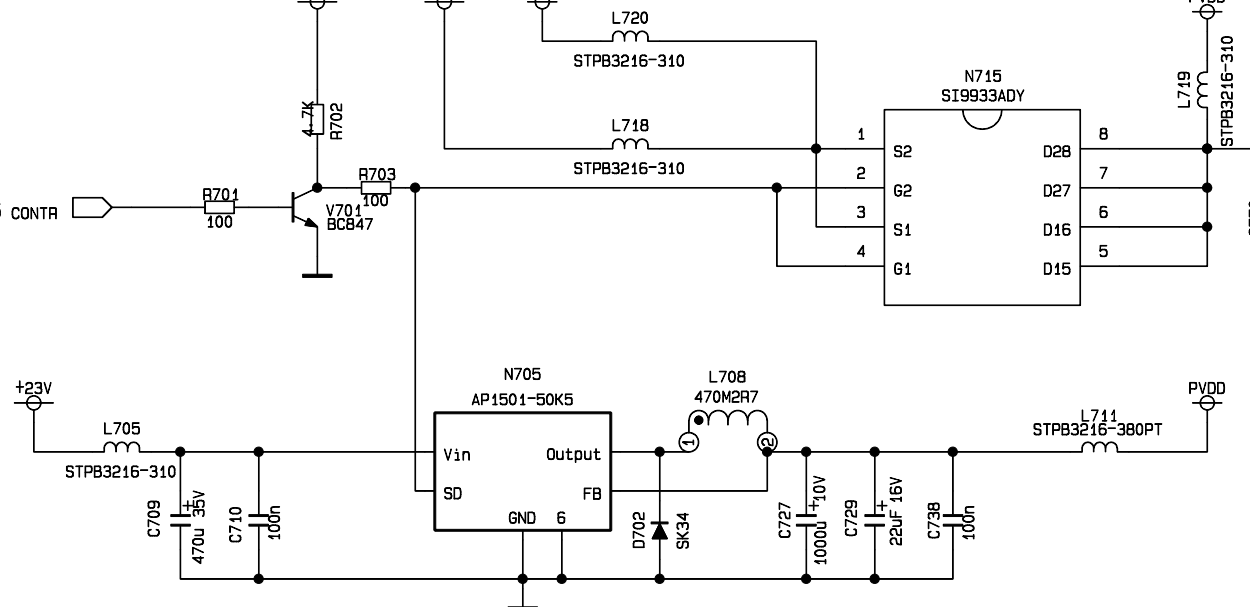 L720
STPB3216-310
PVDD
L719
STPB3216-310
N715
SI9933ADY
4.7K
R702
L718
STPB3216-310
1
S2
D28
8
2
G2
D27
7
3
S1
D16
6
4
G1
D15
5
R703
100
CONTR
R701
100
V701
BC847
+23V
L705
STPB3216-310
N705
AP1501-50K5
Vin
Output
SD
FB
GND
6
L708
470M2R7
1
2
PVDD
L711
STPB3216-380PT
C709
+
470u 35V
C710
100n
D702
SK34
C727
+
1000u 10V
C729
+
22uF 16V
C738
100n